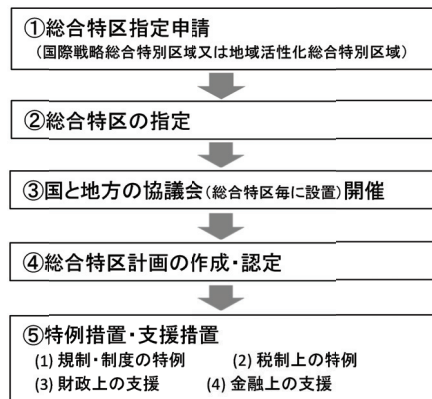 ①総合特区指定申請
(国際戦略総合特別区域又は地域活性化総合特別区域)
②総合特区の指定
③国と地方の協議会(総合特区毎に設置)開催
④総合特区計画の作成・認定
⑤特例措置・支援措置
(1) 規制・制度の特例 (2) 税制上の特例
(3) 財政上の支援 (4) 金融上の支援